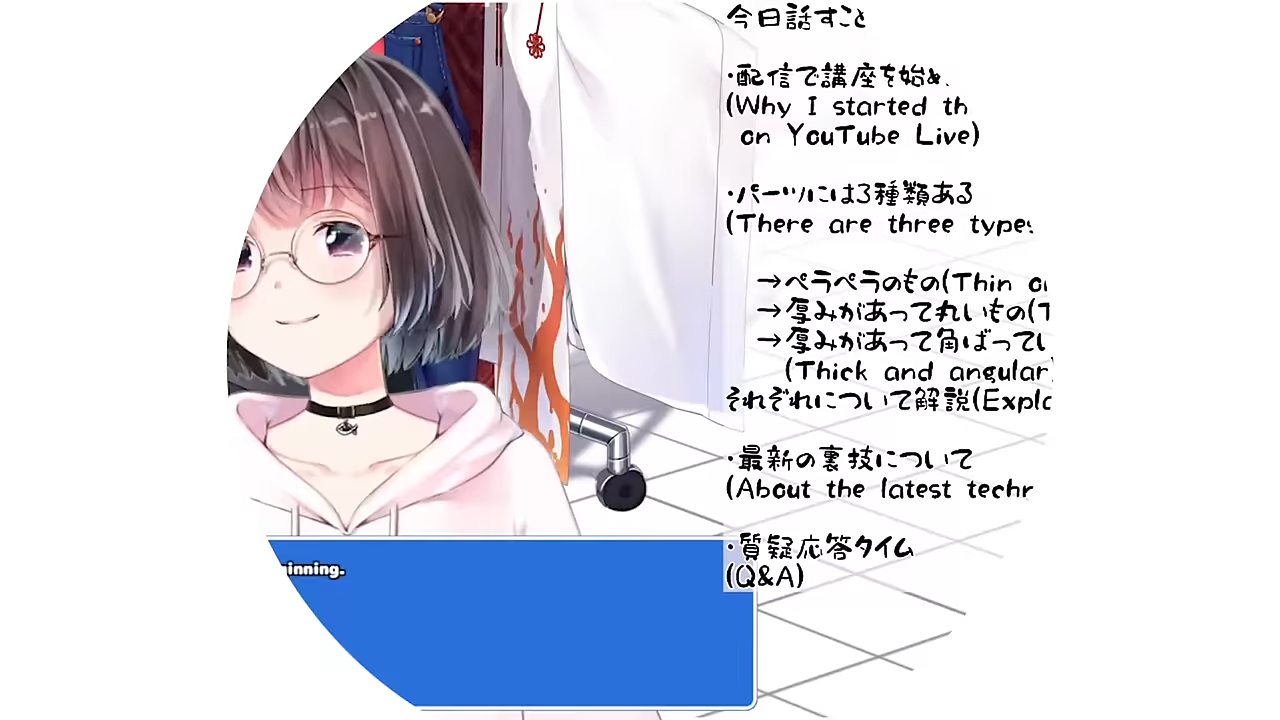 今日話すこと
・配信で講座を始め
(Why I started th
on YouTube Live)
・パーツには3種類ある
(There are three types
→ペラペラのもの(Thin
→厚みがあって丸いもの(T
→厚みがあって角ばってい
(Thick and angular)
それぞれについて解説(Expl
・最新の裏技について
(About the latest tech
・質疑応答タイム
(Q&A)
inning.